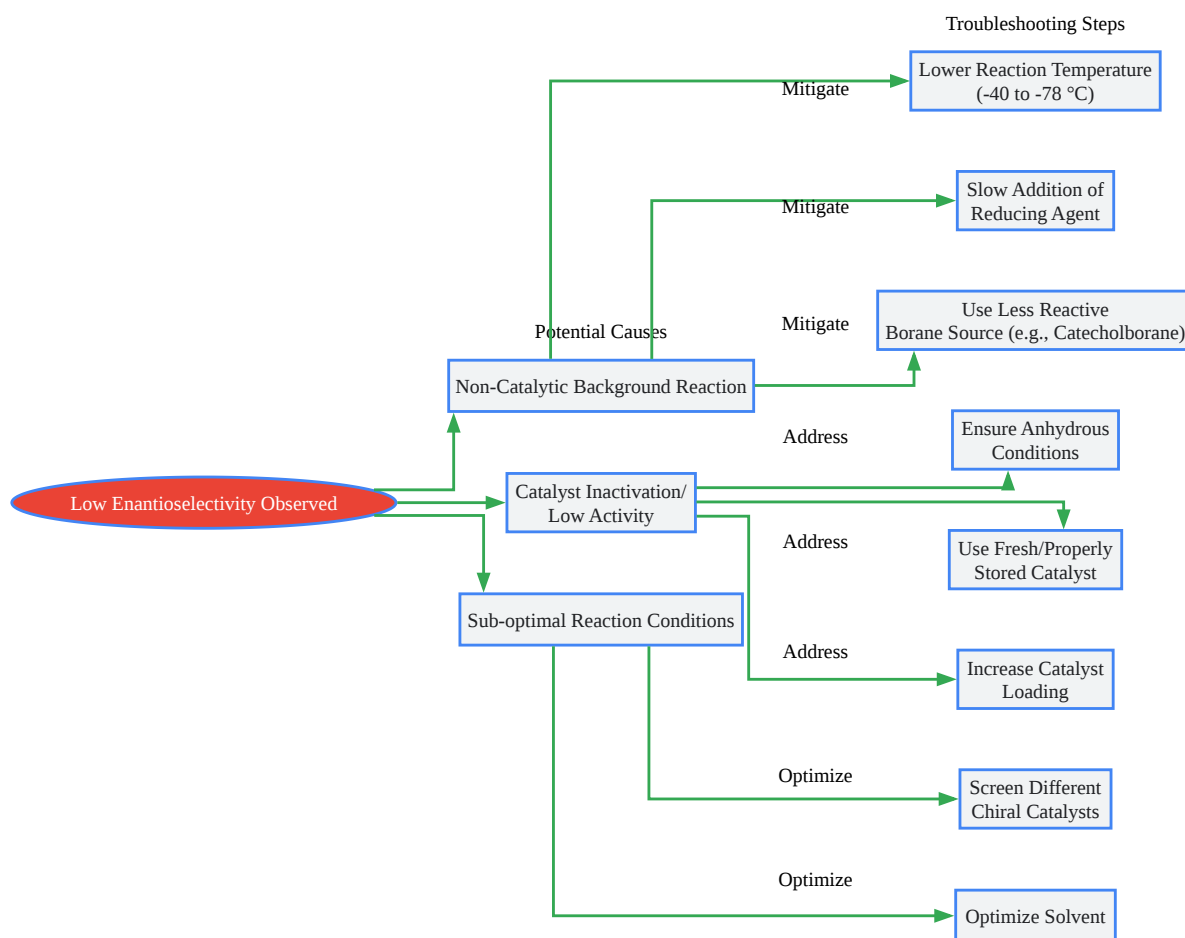 Troubleshooting Steps
Lower Reaction Temperature
(-40 to -78 °C)
Mitigate
Slow Addition of
Reducing Agent
Mitigate
Use Less Reactive
Borane Source (e.g., Catecholborane)
Mitigate
Potential Causes
Non-Catalytic Background Reaction
Ensure Anhydrous
Conditions
Address
Low Enantioselectivity Observed
Catalyst Inactivation/
Low Activity
Use Fresh/Properly
Stored Catalyst
Address
Sub-optimal Reaction Conditions
Address
Increase Catalyst
Loading
Optimize
Screen Different
Chiral Catalysts
Optimize
Optimize Solvent